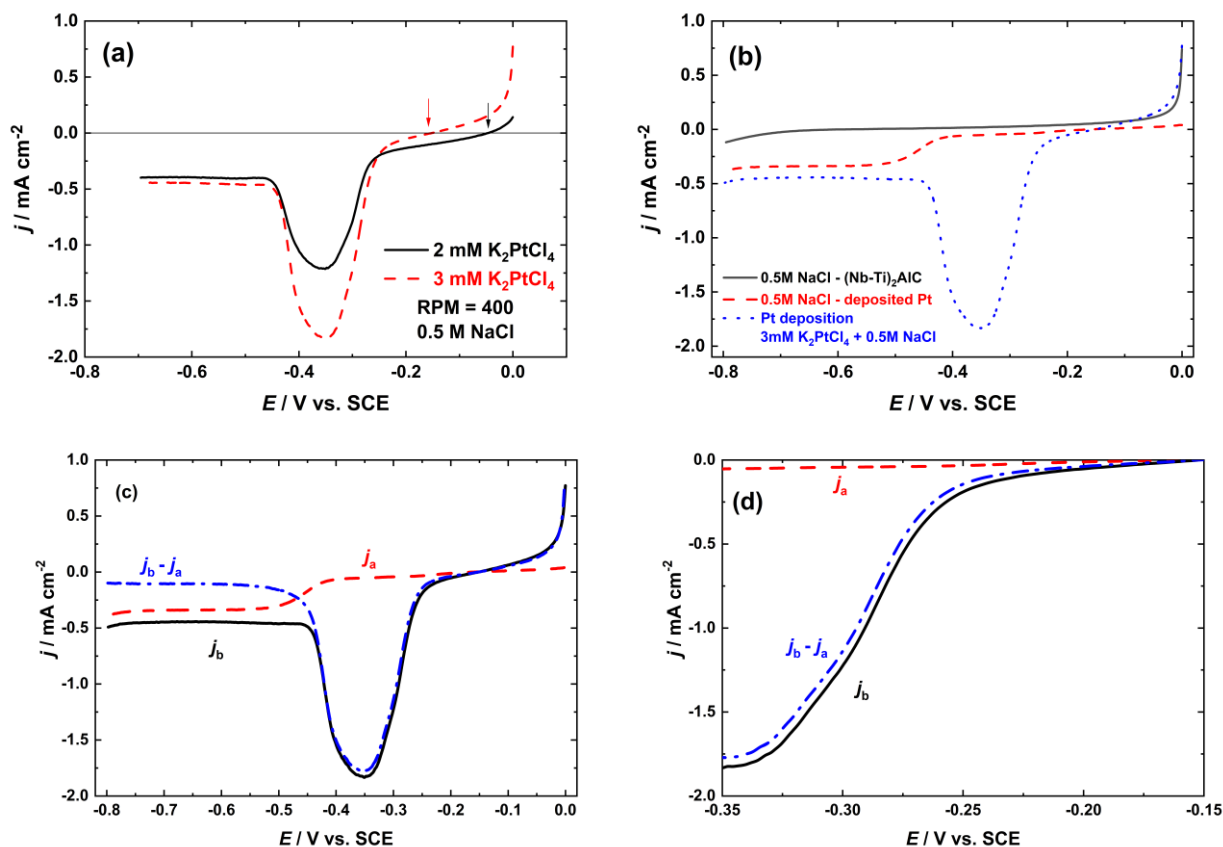 (a)
1.0
0.5
0.0
-0.5
-1.0
-1.5
-2.0
j / mA cm-2
2 mM K2PtCl4
3 mM K2PtCl4
RPM = 400
0.5 M NaCl
-0.8 -0.6 -0.4 -0.2 0.0
E / V vs. SCE
(b)
1.0
0.5
0.0
-0.5
-1.0
-1.5
-2.0
j / mA cm-2
0.5M NaCl - (Nb-Ti)2AlC
0.5M NaCl - deposited Pt
Pt deposition
3mM K2PtCl4 + 0.5M NaCl
-0.8 -0.6 -0.4 -0.2 0.0
E / V vs. SCE
(c)
1.0
0.5
0.0
-0.5
-1.0
-1.5
-2.0
j / mA cm-2
jb - ja
ja
jb
-0.8 -0.7 -0.6 -0.5 -0.4 -0.3 -0.2 -0.1 0.0
E / V vs. SCE
(d)
0.0
-0.5
-1.0
-1.5
-2.0
j / mA cm-2
ja
jb - ja
jb
-0.35 -0.30 -0.25 -0.20 -0.15
E / V vs. SCE